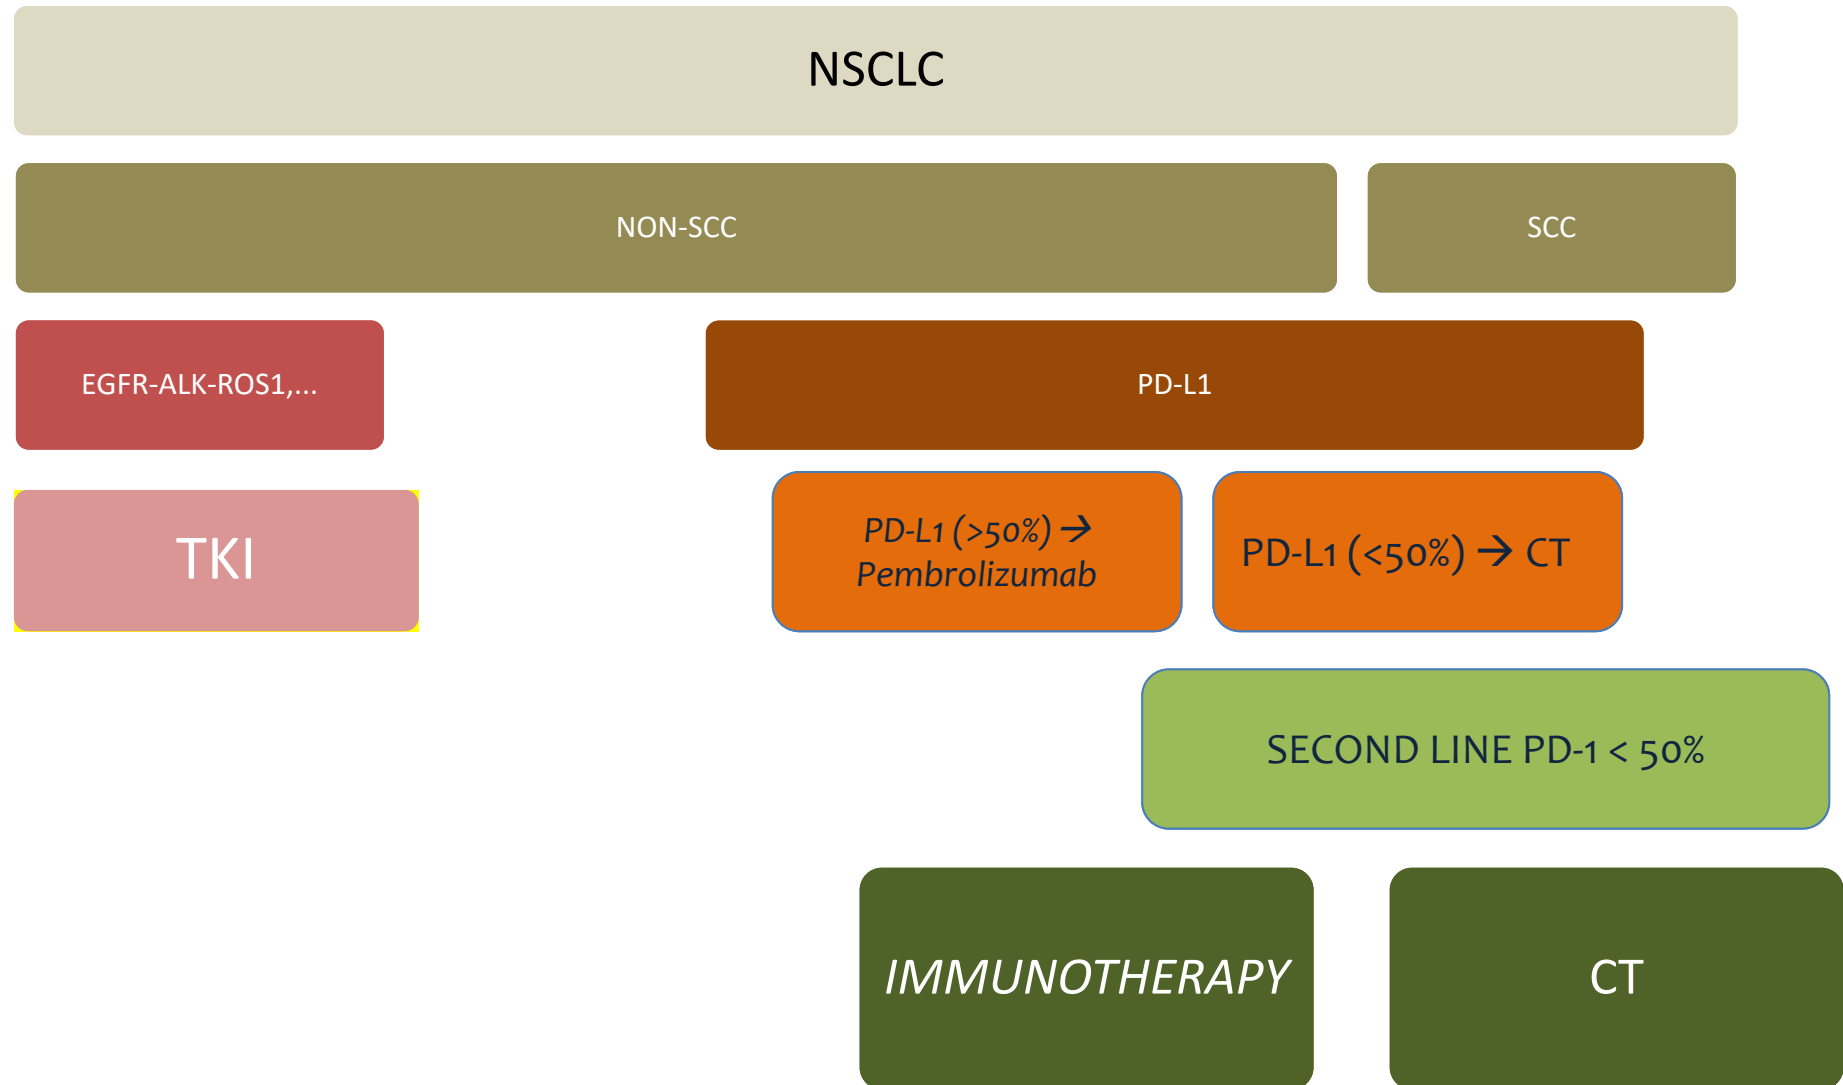 NSCLC
NON-SCC
SCC
EGFR-ALK-ROS1,...
PD-L1
TKI
PD-L1 (>50%) →
Pembrolizumab
PD-L1 (<50%) → CT
SECOND LINE PD-1 < 50%
IMMUNOTHERAPY
CT